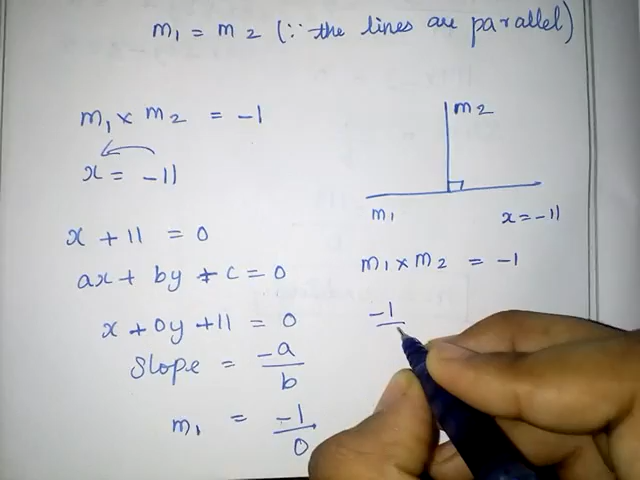 m₁ = m₂ (∵ the lines are parallel)
m₁ × m₂ = -1
x = -11
x + 11 = 0
ax + by + c = 0
x + 0y + 11 = 0
Slope = -a/b
m₁ = -1/0
m₂
m₁
x = -11
m₁ × m₂ = -1
-1